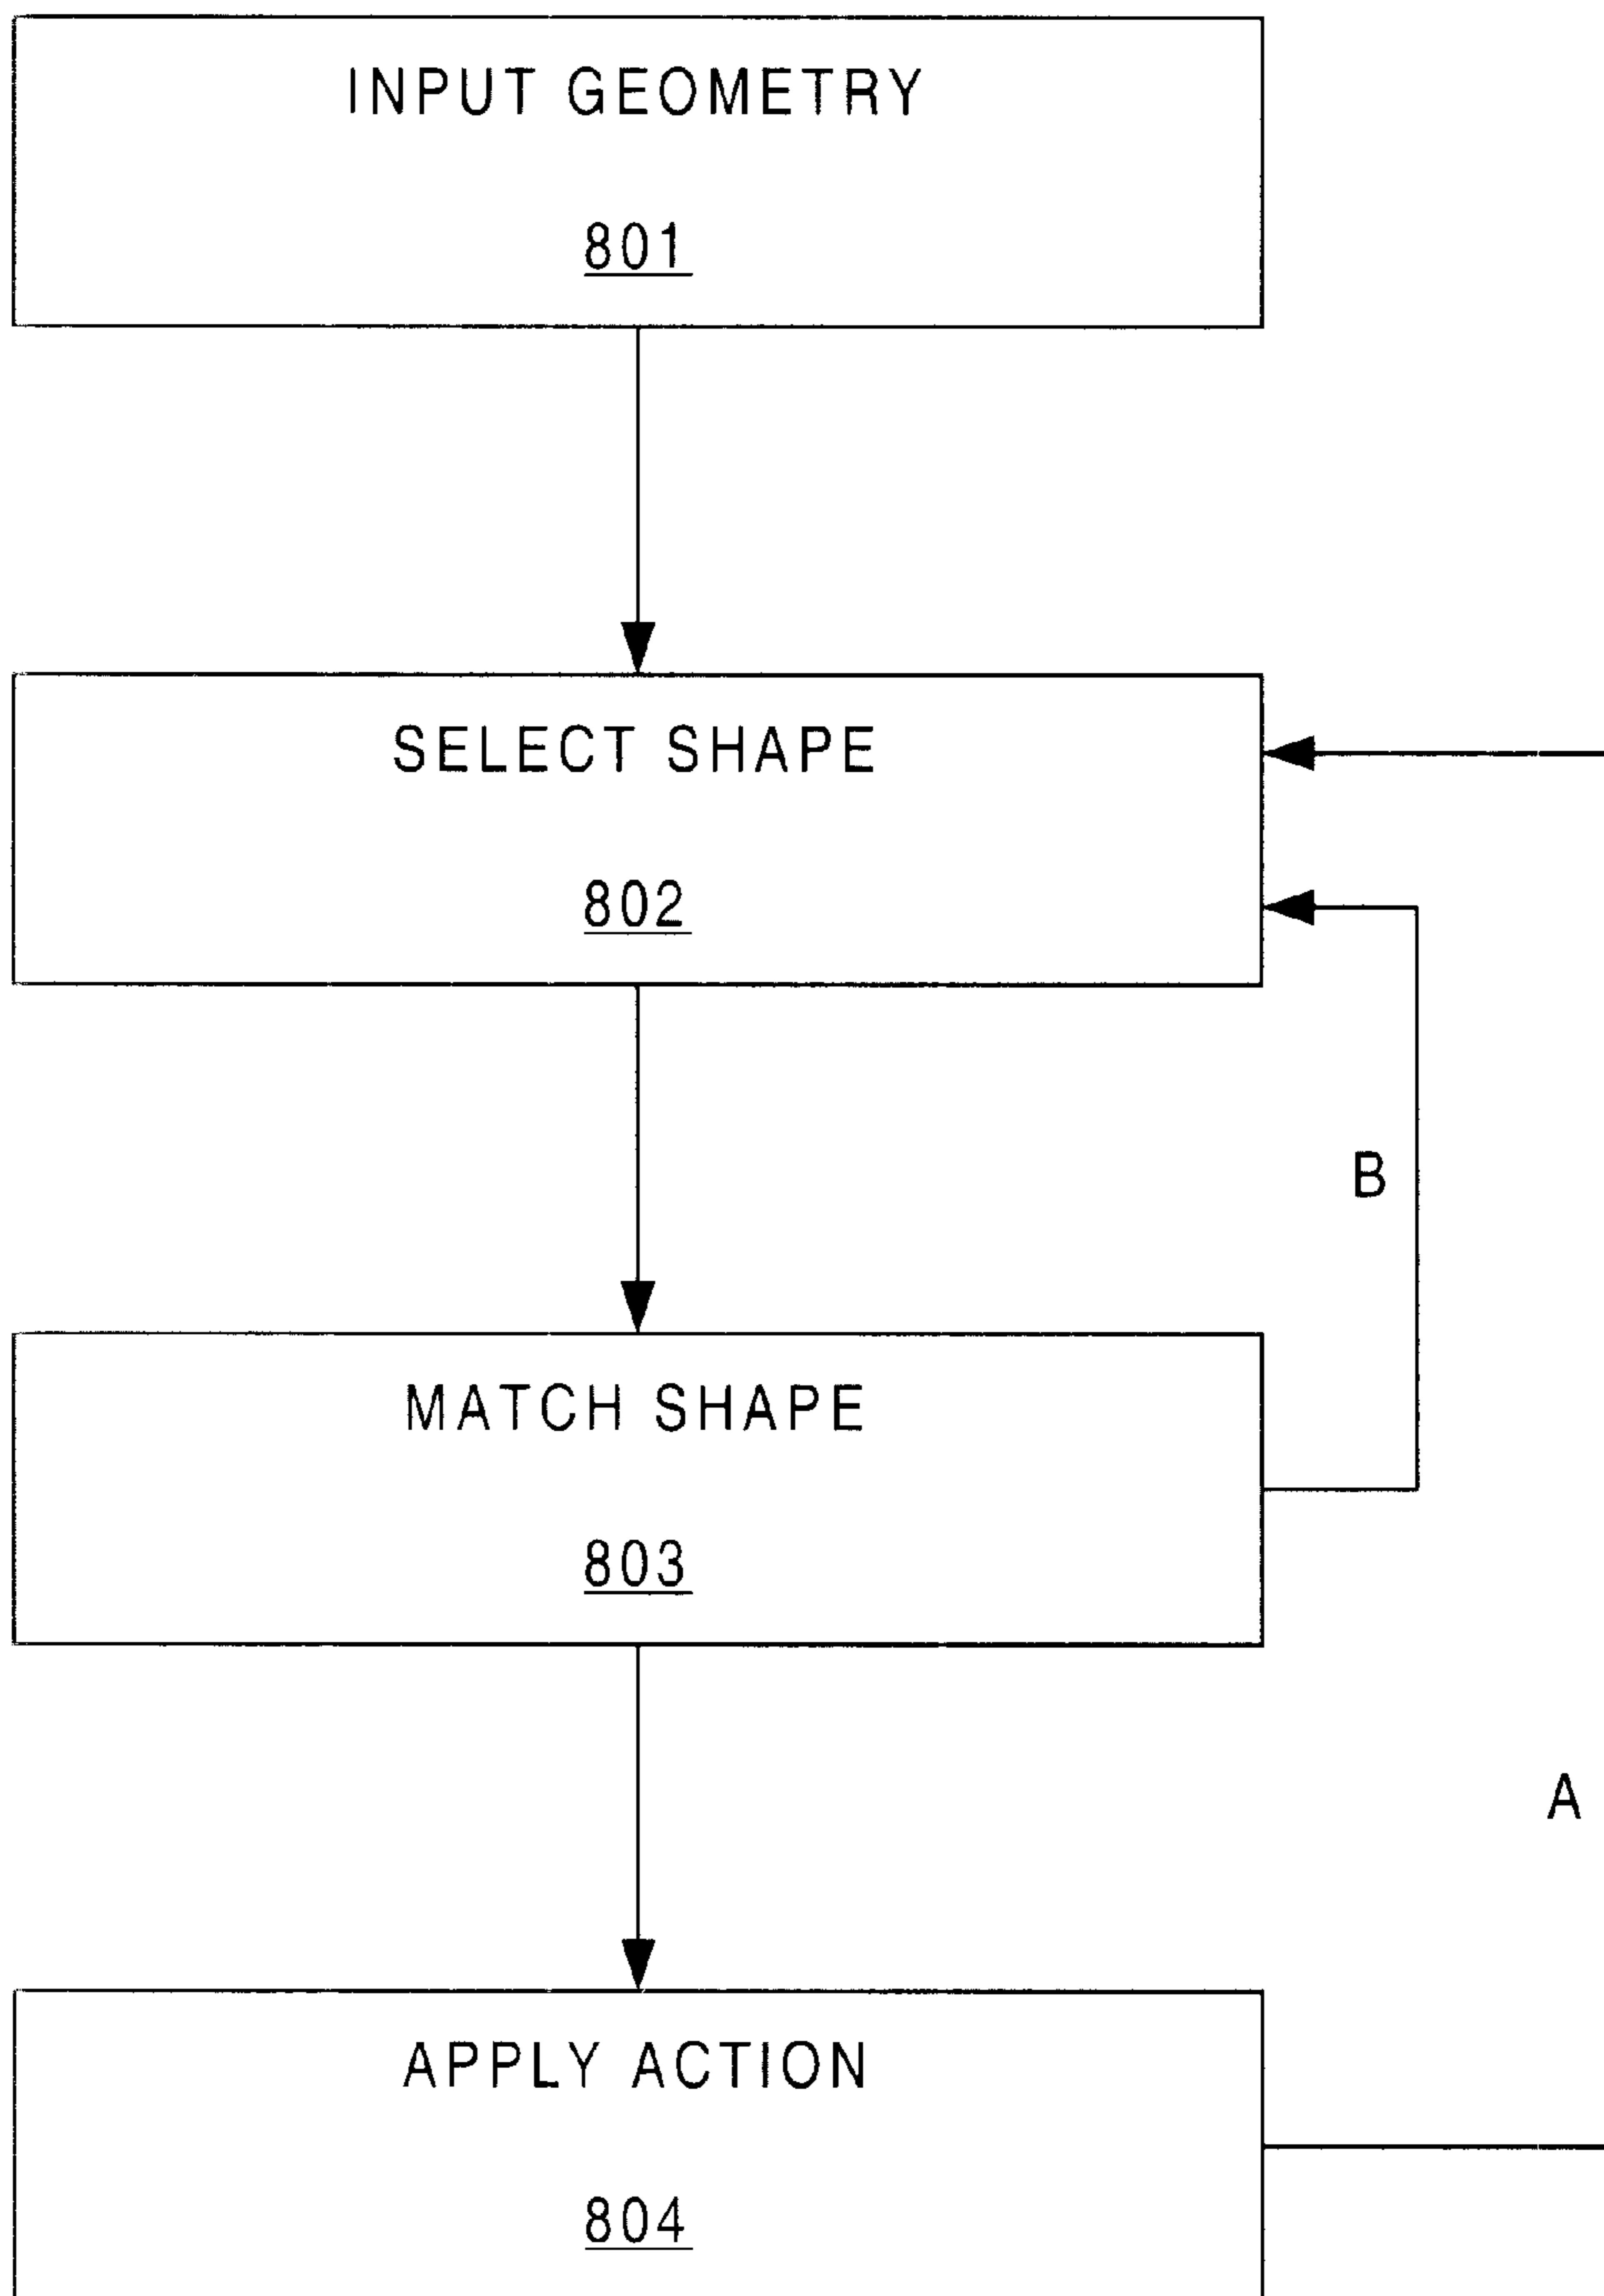 INPUT GEOMETRY
801
SELECT SHAPE
802
B
MATCH SHAPE
803
A
APPLY ACTION
804